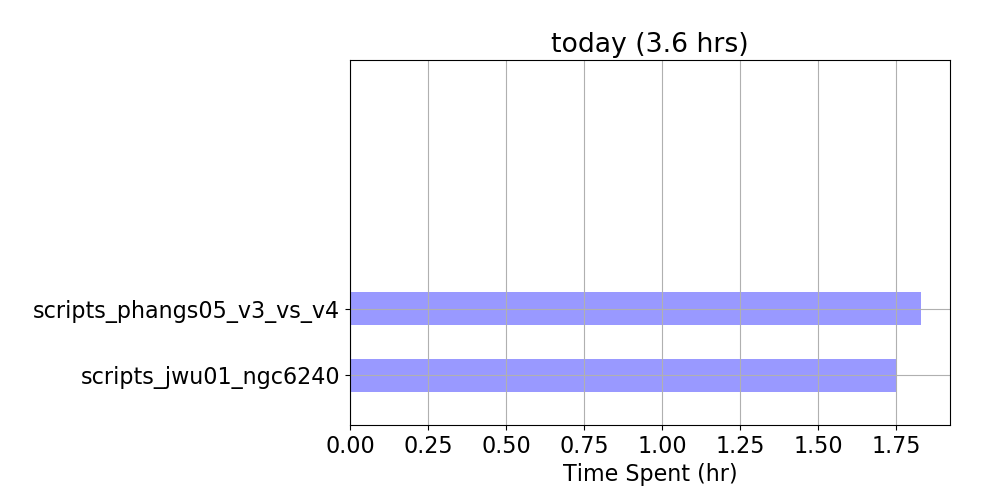 today (3.6 hrs)
scripts_phangs05_v3_vs_v4
scripts_jwu01_ngc6240
0.00 0.25 0.50 0.75 1.00 1.25 1.50 1.75
Time Spent (hr)